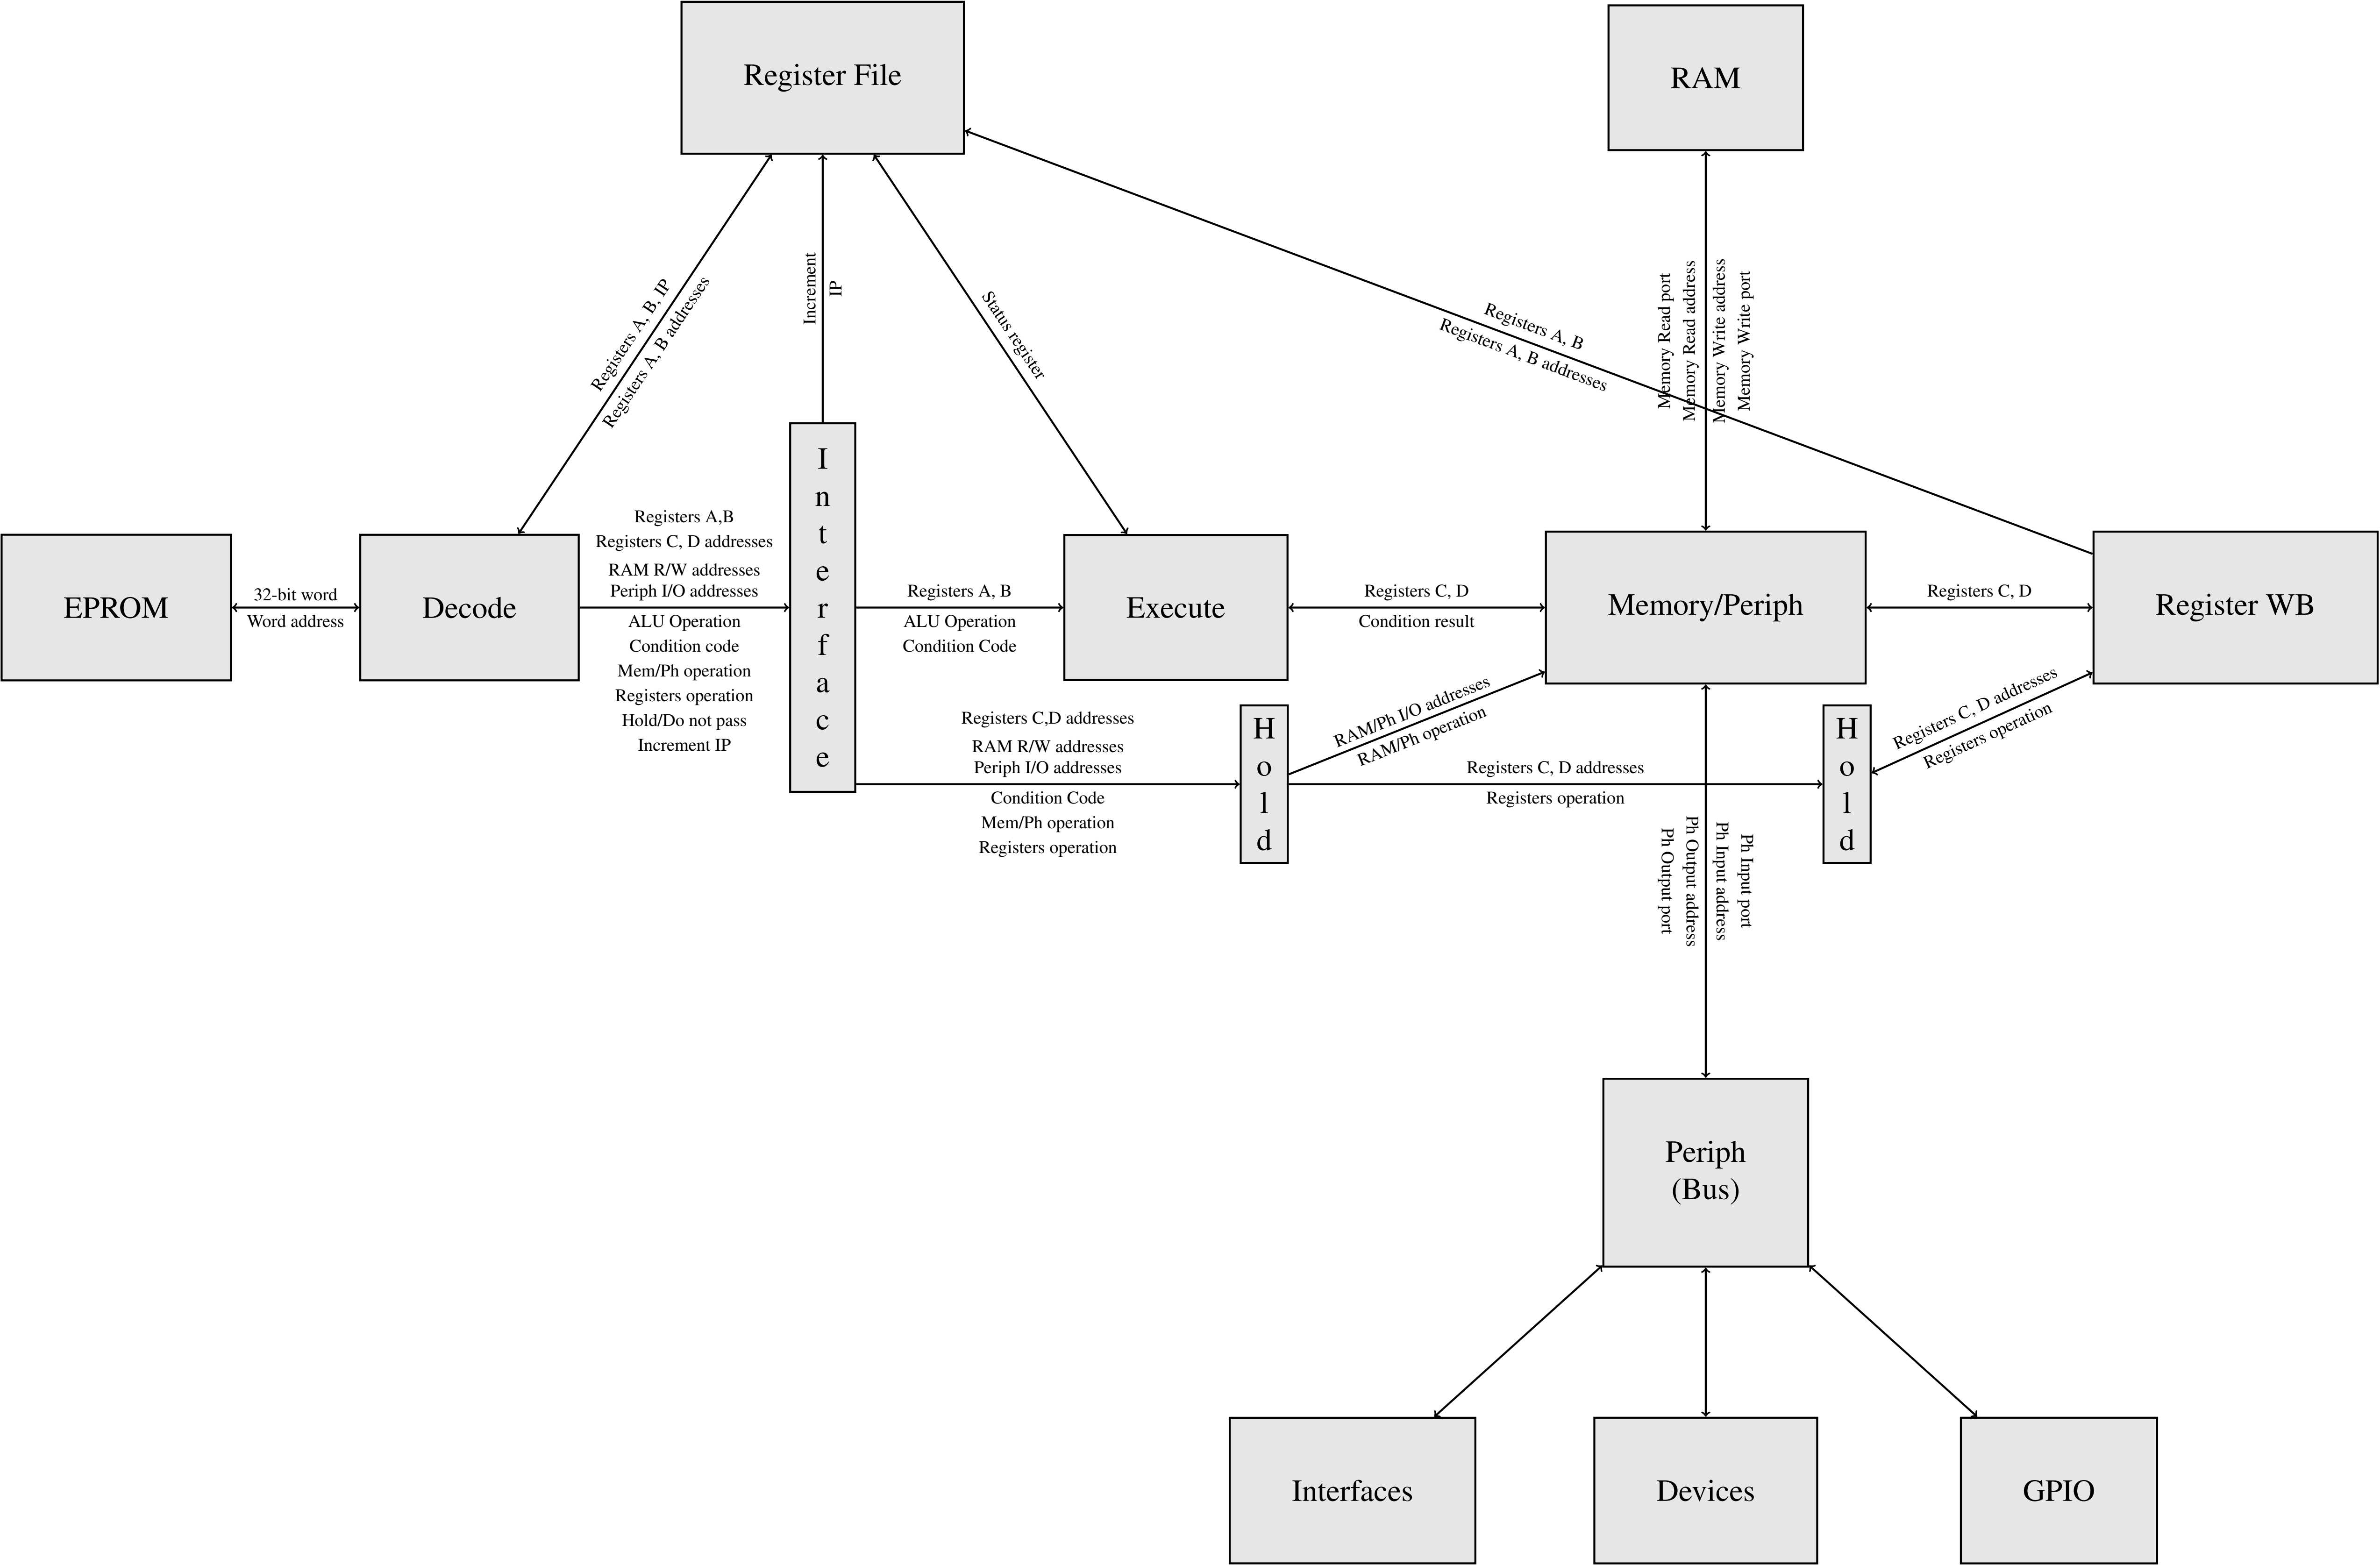 Register File
RAM
Registers A, B, IP
Registers A, B addresses
Increment
IP
Status register
Registers A, B
Registers A, B addresses
Memory Read port
Memory Read address
Memory Write address
Memory Write port
EPROM
32-bit word
Word address
Decode
Registers A,B
Registers C, D addresses
RAM R/W addresses
Periph I/O addresses
ALU Operation
Condition code
Mem/Ph operation
Registers operation
Hold/Do not pass
Increment IP
I
n
t
e
r
f
a
c
e
Registers A, B
ALU Operation
Condition Code
Execute
Registers C, D
Condition result
Memory/Periph
Registers C, D
Register WB
Registers C,D addresses
RAM R/W addresses
Periph I/O addresses
Condition Code
Mem/Ph operation
Registers operation
H
o
l
d
RAM/Ph I/O addresses
RAM/Ph operation
Registers C, D addresses
Registers operation
H
o
l
d
Registers C, D addresses
Registers operation
Ph Input port
Ph Input address
Ph Output address
Ph Output port
Periph
(Bus)
Interfaces
Devices
GPIO